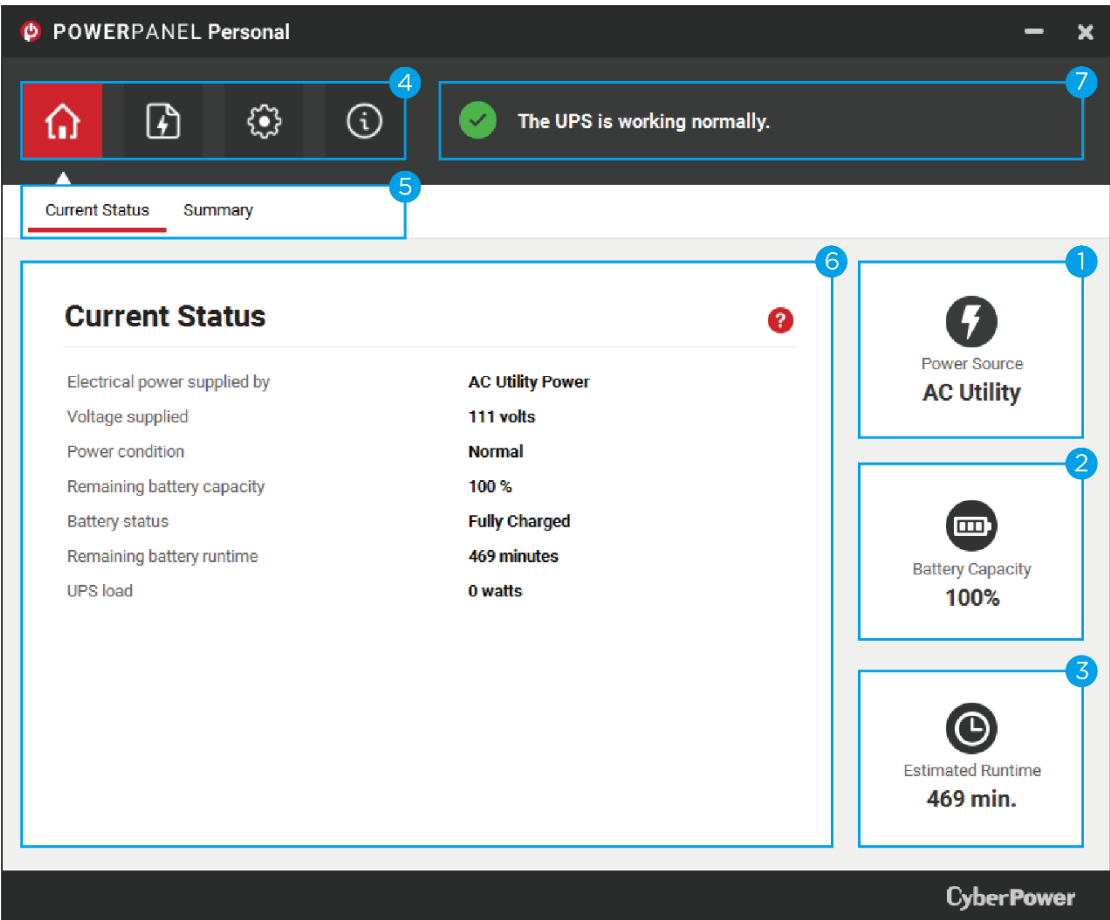 POWERPANEL Personal
4
7
The UPS is working normally.
5
Current Status Summary
6
1
Current Status
?
Electrical power supplied by AC Utility Power
Voltage supplied 111 volts
Power condition Normal
Remaining battery capacity 100 %
Battery status Fully Charged
Remaining battery runtime 469 minutes
UPS load 0 watts
Power Source
AC Utility
2
Battery Capacity
100%
3
Estimated Runtime
469 min.
CyberPower